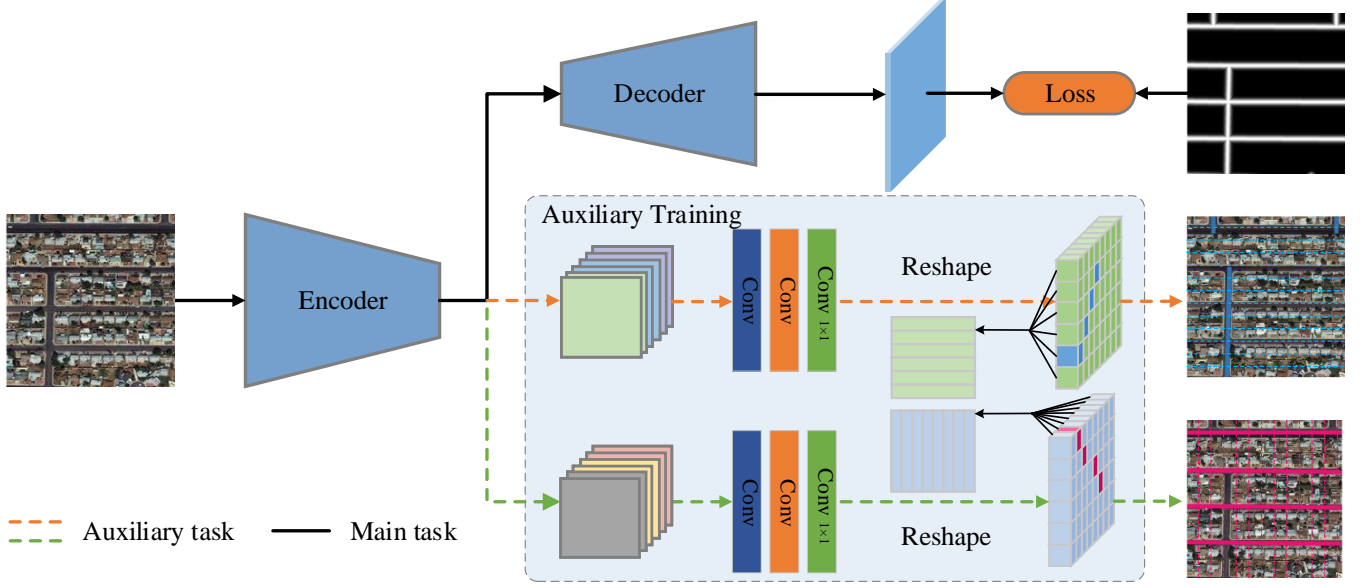 Decoder
Loss
Auxiliary Training
Encoder
Conv
Conv
Conv 1×1
Reshape
Conv
Conv
Conv 1×1
Reshape
Auxiliary task
Main task